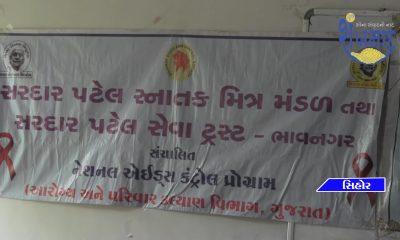 સરદાર પટેલ સ્નાતક મિત્ર મંડળ તથા
સરદાર પટેલ સેવા ટ્રસ્ટ - ભાવનગર
સંચાલિત
નેશનલ એઈડ્સ કંટ્રોલ પ્રોગ્રામ
(આરોગ્ય અને પરિવાર કલ્યાણ વિભાગ, ગુજરાત)
સિહોર